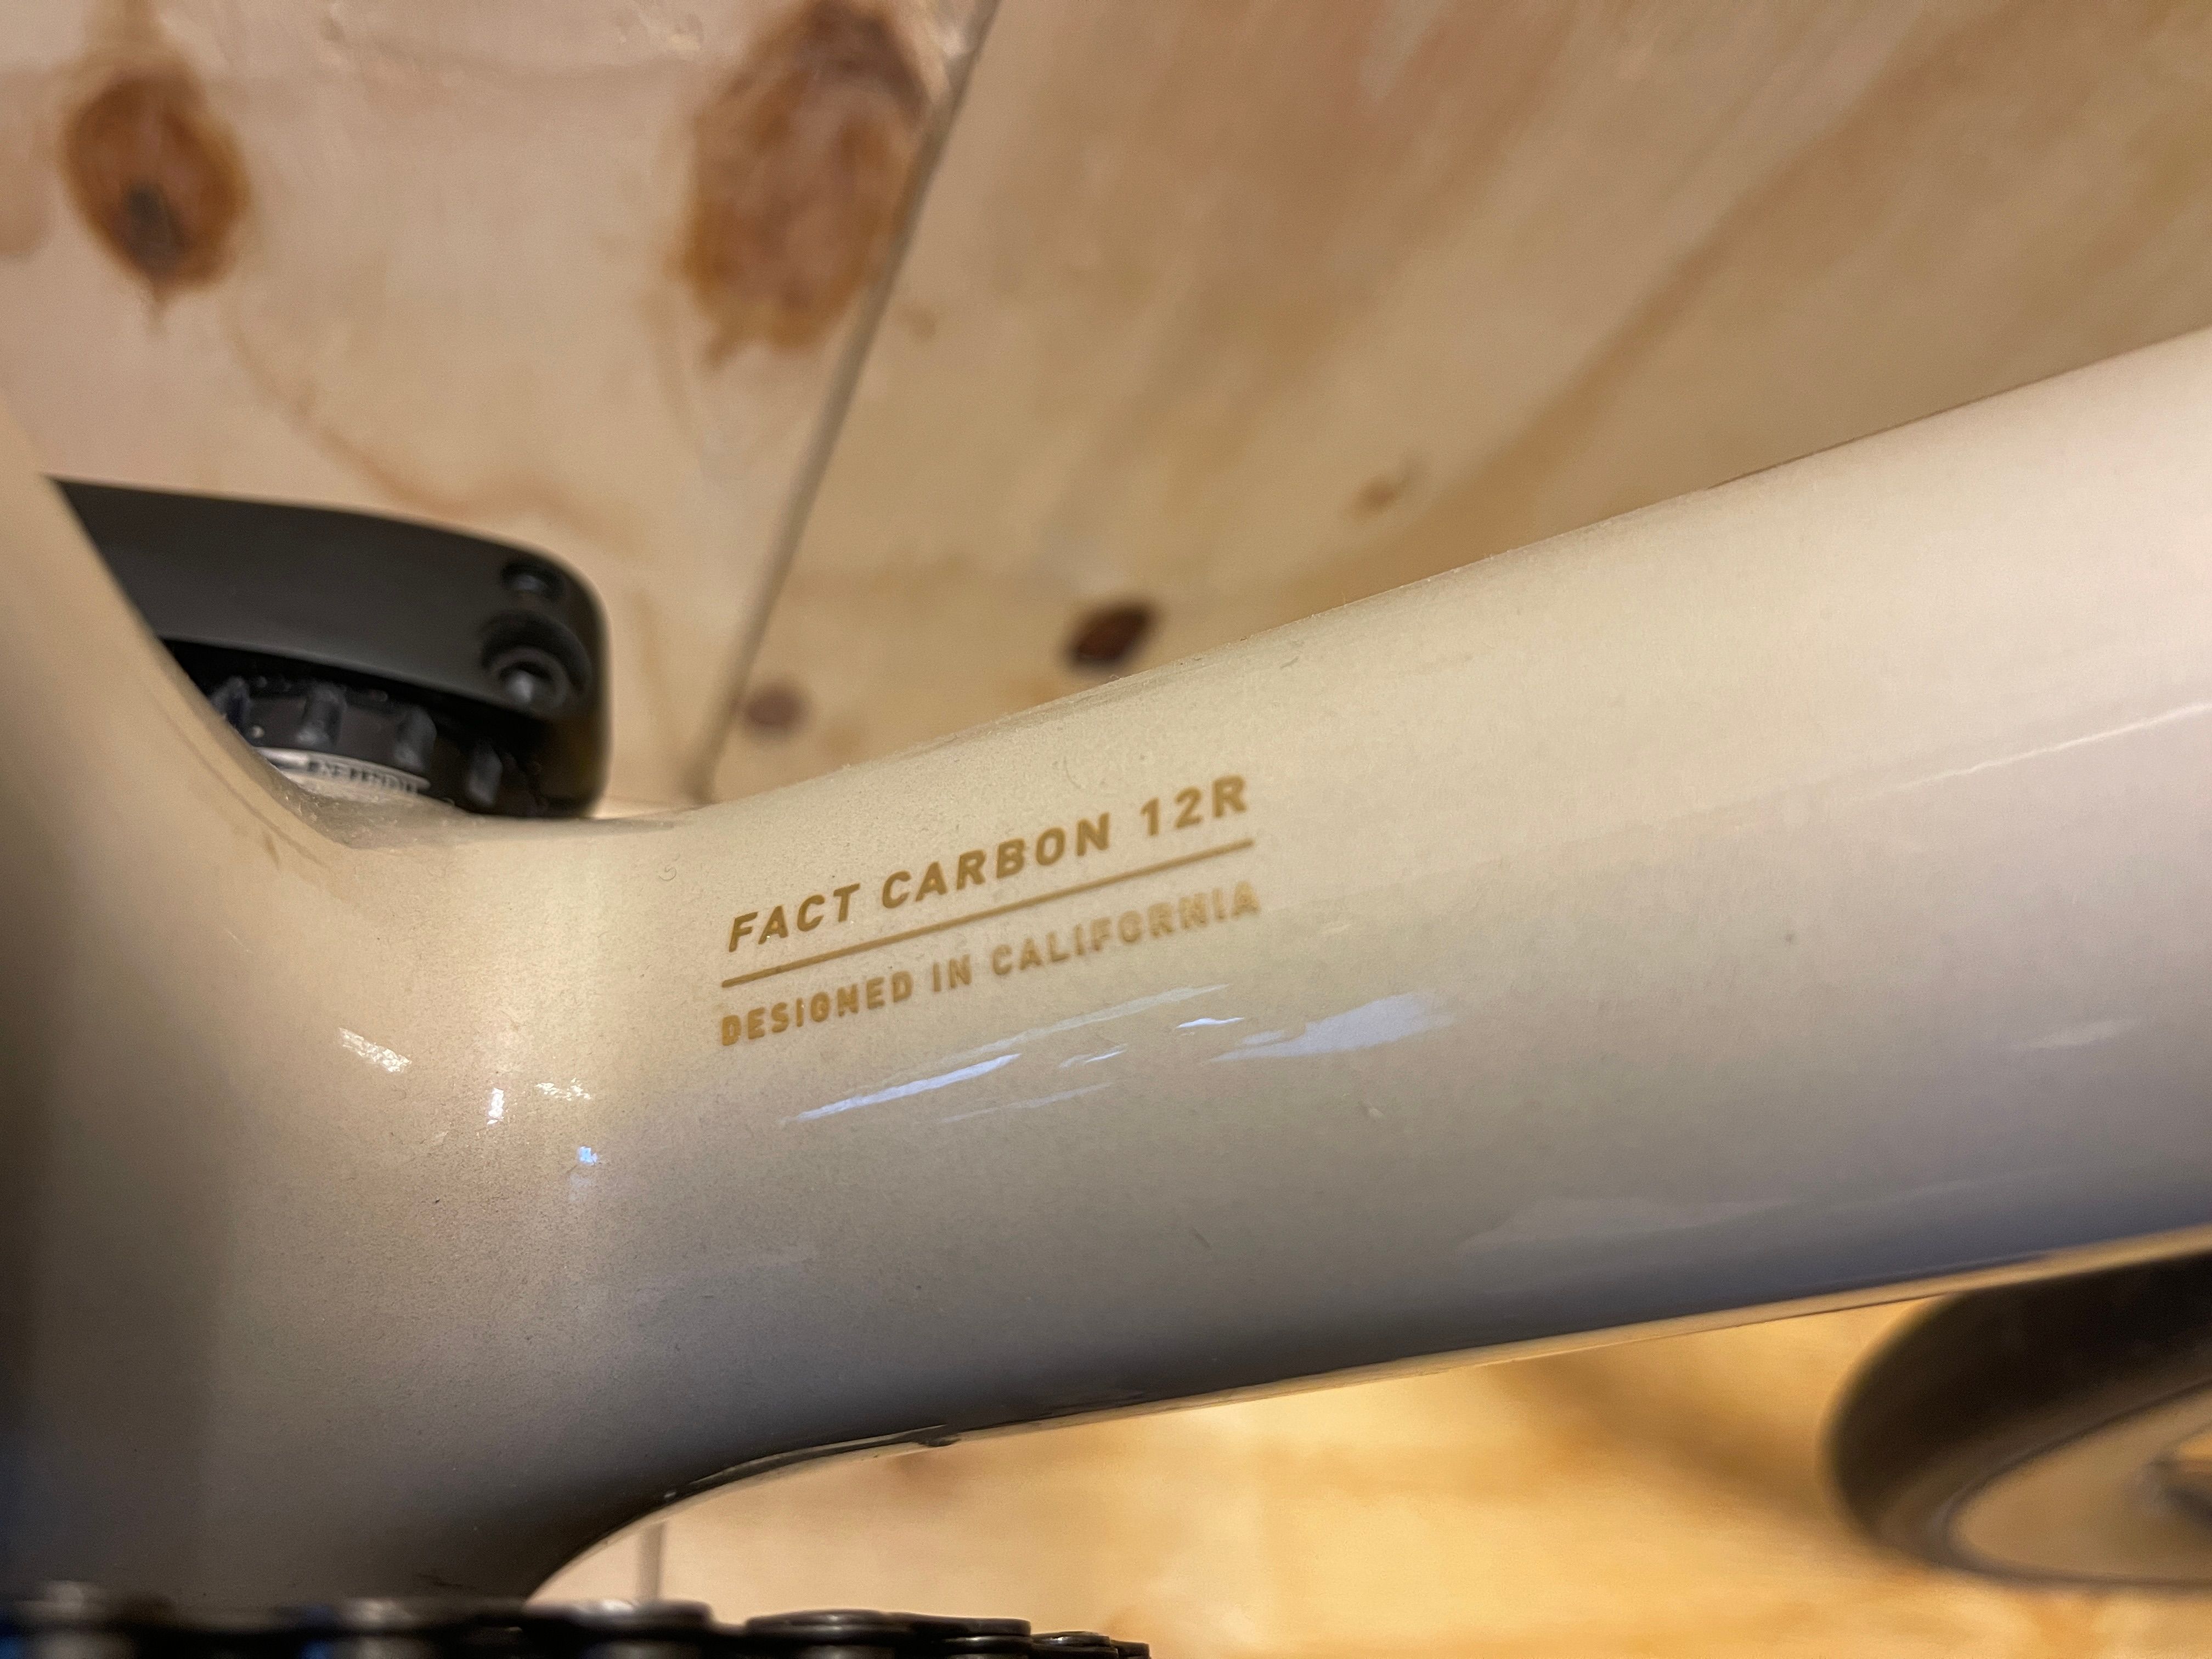 FACT CARBON 12R
DESIGNED IN CALIFORNIA